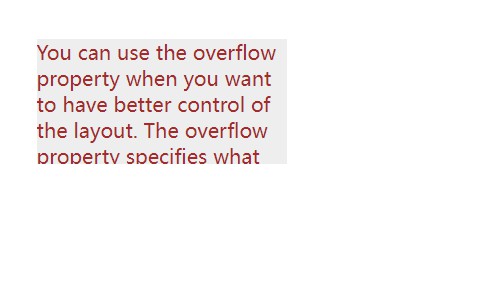 You can use the overflow
property when you want
to have better control of
the layout. The overflow
property specifies what